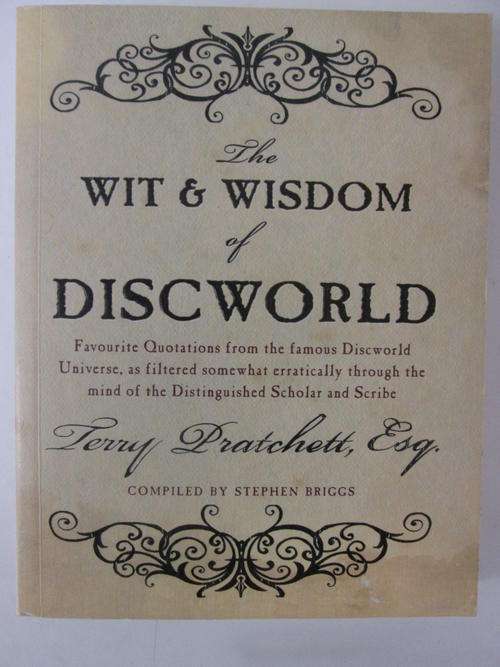 The
WIT & WISDOM
of
DISCWORLD
Favourite Quotations from the famous Discworld
Universe, as filtered somewhat erratically through the
mind of the Distinguished Scholar and Scribe
Terry Pratchett, Esq.
COMPILED BY STEPHEN BRIGGS